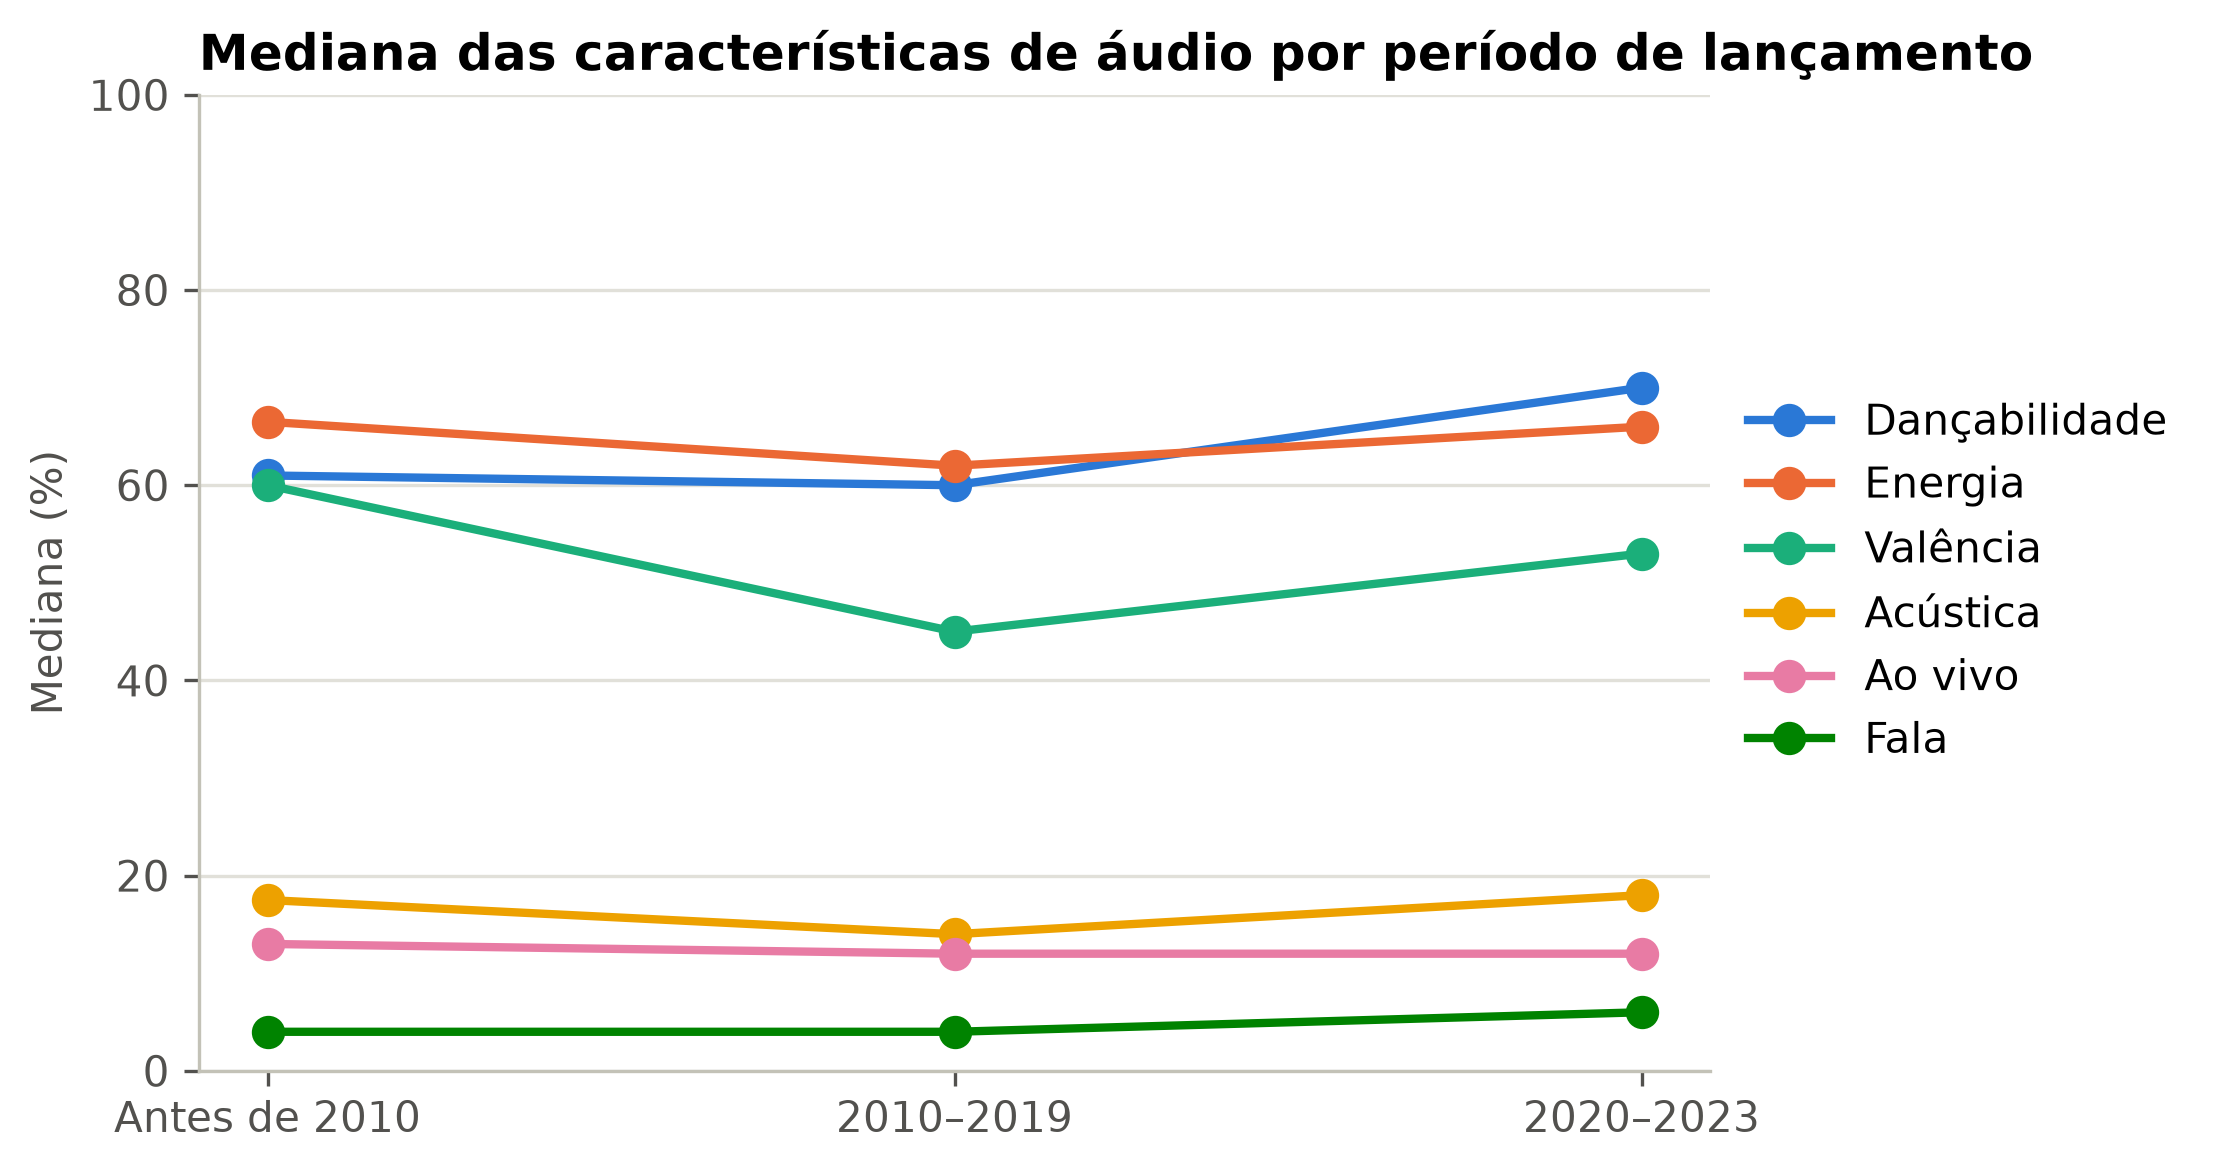 Mediana das características de áudio por período de lançamento
Mediana (%)
100
80
60
40
20
0
Antes de 2010
2010–2019
2020–2023
Dançabilidade
Energia
Valência
Acústica
Ao vivo
Fala